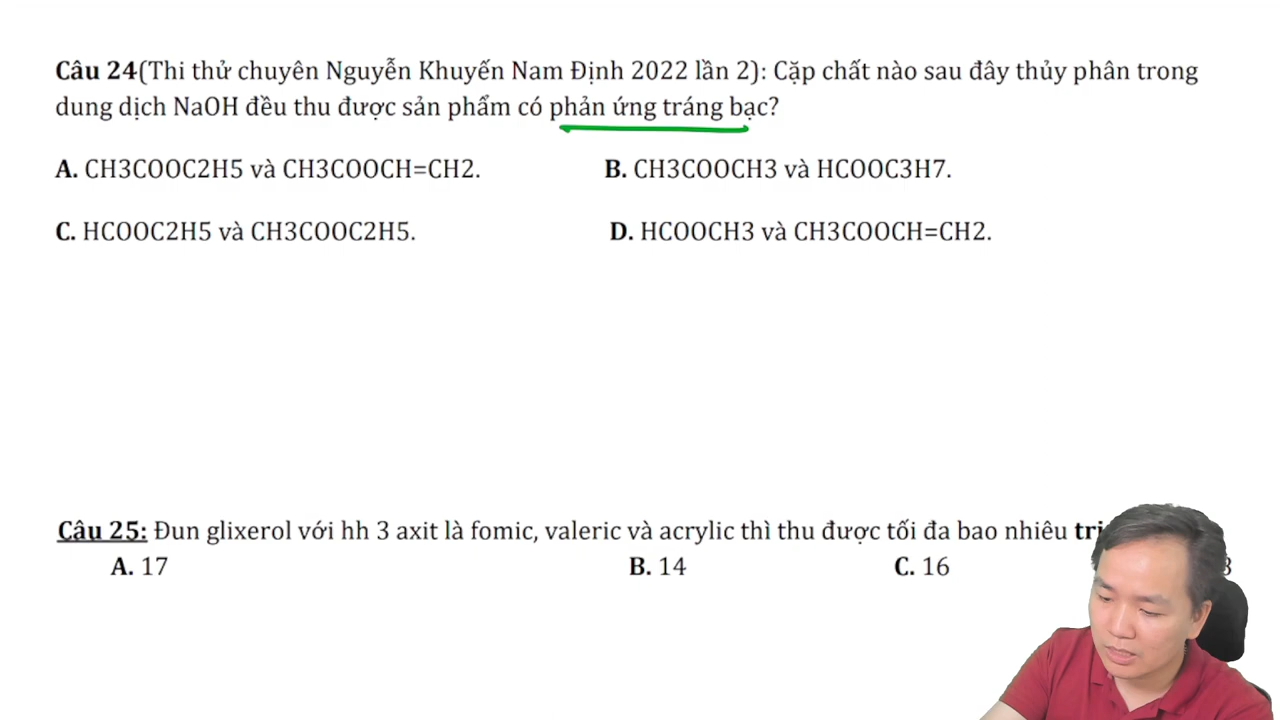 Câu 24(Thi thử chuyên Nguyễn Khuyến Nam Định 2022 lần 2): Cặp chất nào sau đây thủy phân trong
dung dịch NaOH đều thu được sản phẩm có phản ứng tráng bạc?
A. CH3COOC2H5 và CH3COOCH=CH2. B. CH3COOCH3 và HCOOC3H7.
C. HCOOC2H5 và CH3COOC2H5. D. HCOOCH3 và CH3COOCH=CH2.
Câu 25: Đun glixerol với hh 3 axit là fomic, valeric và acrylic thì thu được tối đa bao nhiêu
A. 17 B. 14 C. 16